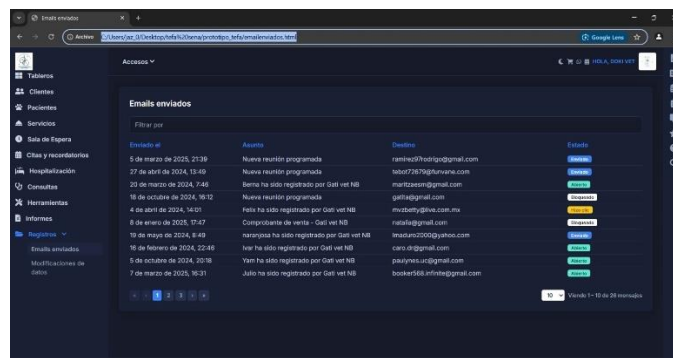 Emails enviados
Archivo C:/Users/jaz_0/Desktop/tefa%20sena/prototipo_tefa/emailenviados.html
Google Lens
Accesos
HOLA, DOKI VET
Tableros
Clientes
Pacientes
Servicios
Sala de Espera
Citas y recordatorios
Hospitalización
Consultas
Herramientas
Informes
Registros
Emails enviados
Modificaciones de datos
Emails enviados
Filtrar por
Enviado el Asunto Destino Estado
5 de marzo de 2025, 21:39 Nueva reunión programada ramirez97rodrigo@gmail.com Enviado
27 de abril de 2024, 13:49 Nueva reunión programada tebot72679@funvane.com Enviado
20 de marzo de 2024, 7:46 Berna ha sido registrado por Gati vet NB maritzaesm@gmail.com Abierto
18 de octubre de 2024, 16:12 Nueva reunión programada gallta@gmail.com Bloqueado
4 de abril de 2024, 14:01 Felix ha sido registrado por Gati vet NB mvzbetty@live.com.mx
8 de enero de 2025, 17:47 Comprobante de venta - Gati vet NB natalia@gmail.com Bloqueado
19 de mayo de 2024, 8:49 naranjosa ha sido registrado por Gati vet NB lmaduro2000@yahoo.com Enviado
16 de febrero de 2024, 22:46 Ivar ha sido registrado por Gati vet NB caro.dr@gmail.com Abierto
5 de octubre de 2024, 20:18 Yam ha sido registrado por Gati vet NB paulynes.uc@gmail.com Abierto
7 de marzo de 2025, 16:31 Julio ha sido registrado por Gati vet NB booker568.infinite@gmail.com Abierto
« ‹ 1 2 3 › »
10 Viendo 1 - 10 de 26 mensajes